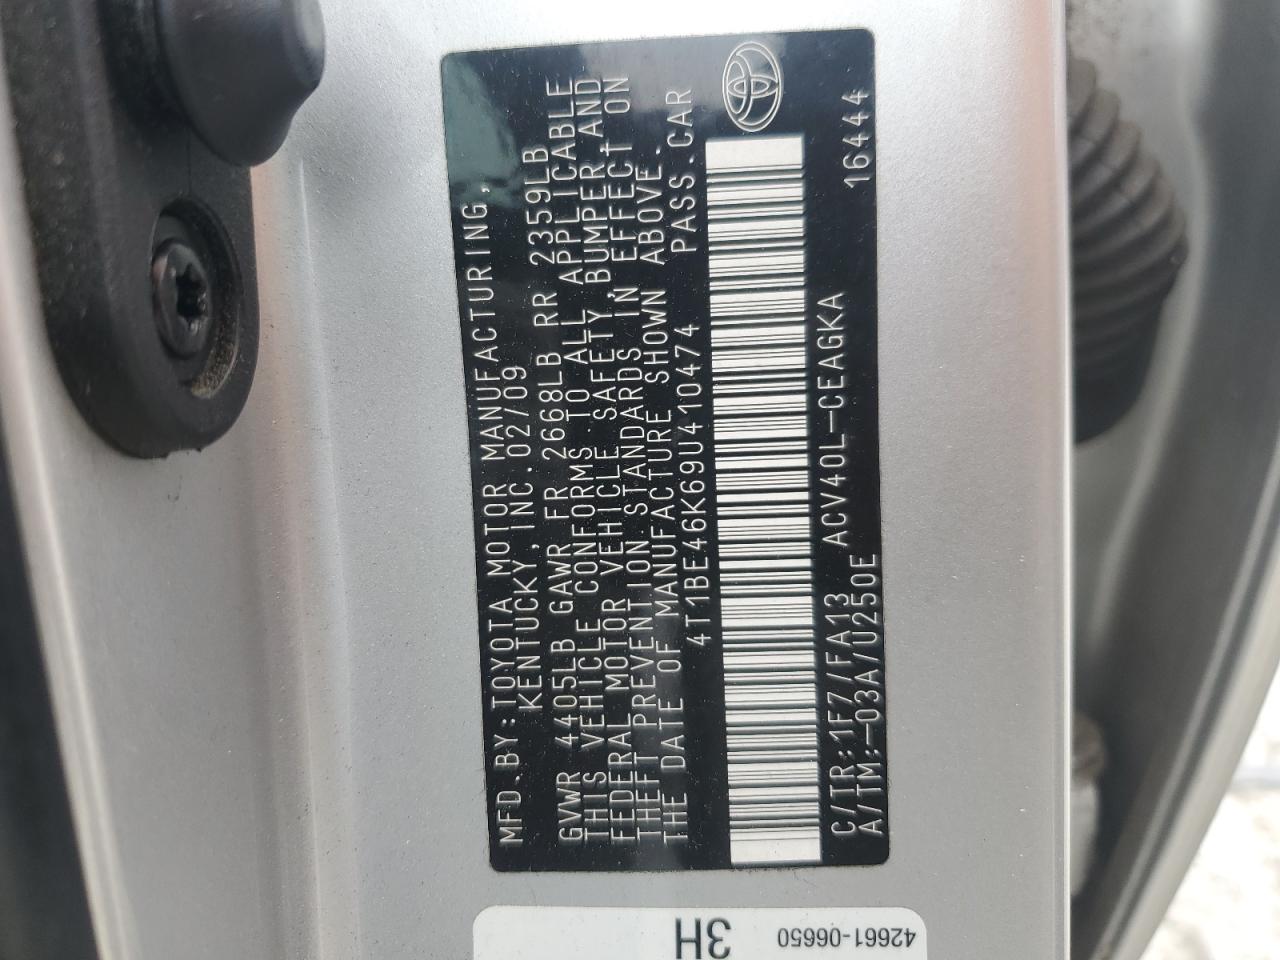 MFD.BY:TOYOTA MOTOR MANUFACTURING,
KENTUCKY, INC.02/09
GVWR 4405LB GAWR FR 2668LB RR 2359LB
THIS VEHICLE CONFORMS TO ALL APPLICABLE
FEDERAL MOTOR VEHICLE SAFETY,BUMPER,AND
THEFT PREVENTION STANDARDS IN EFFECT ON
THE DATE OF MANUFACTURE SHOWN ABOVE.
4T1BE46K69U410474 PASS.CAR
C/TR:1F7/FA13 ACV40L-CEAGKA 16444
A/TM:-03A/U250E
42661-06650
3H